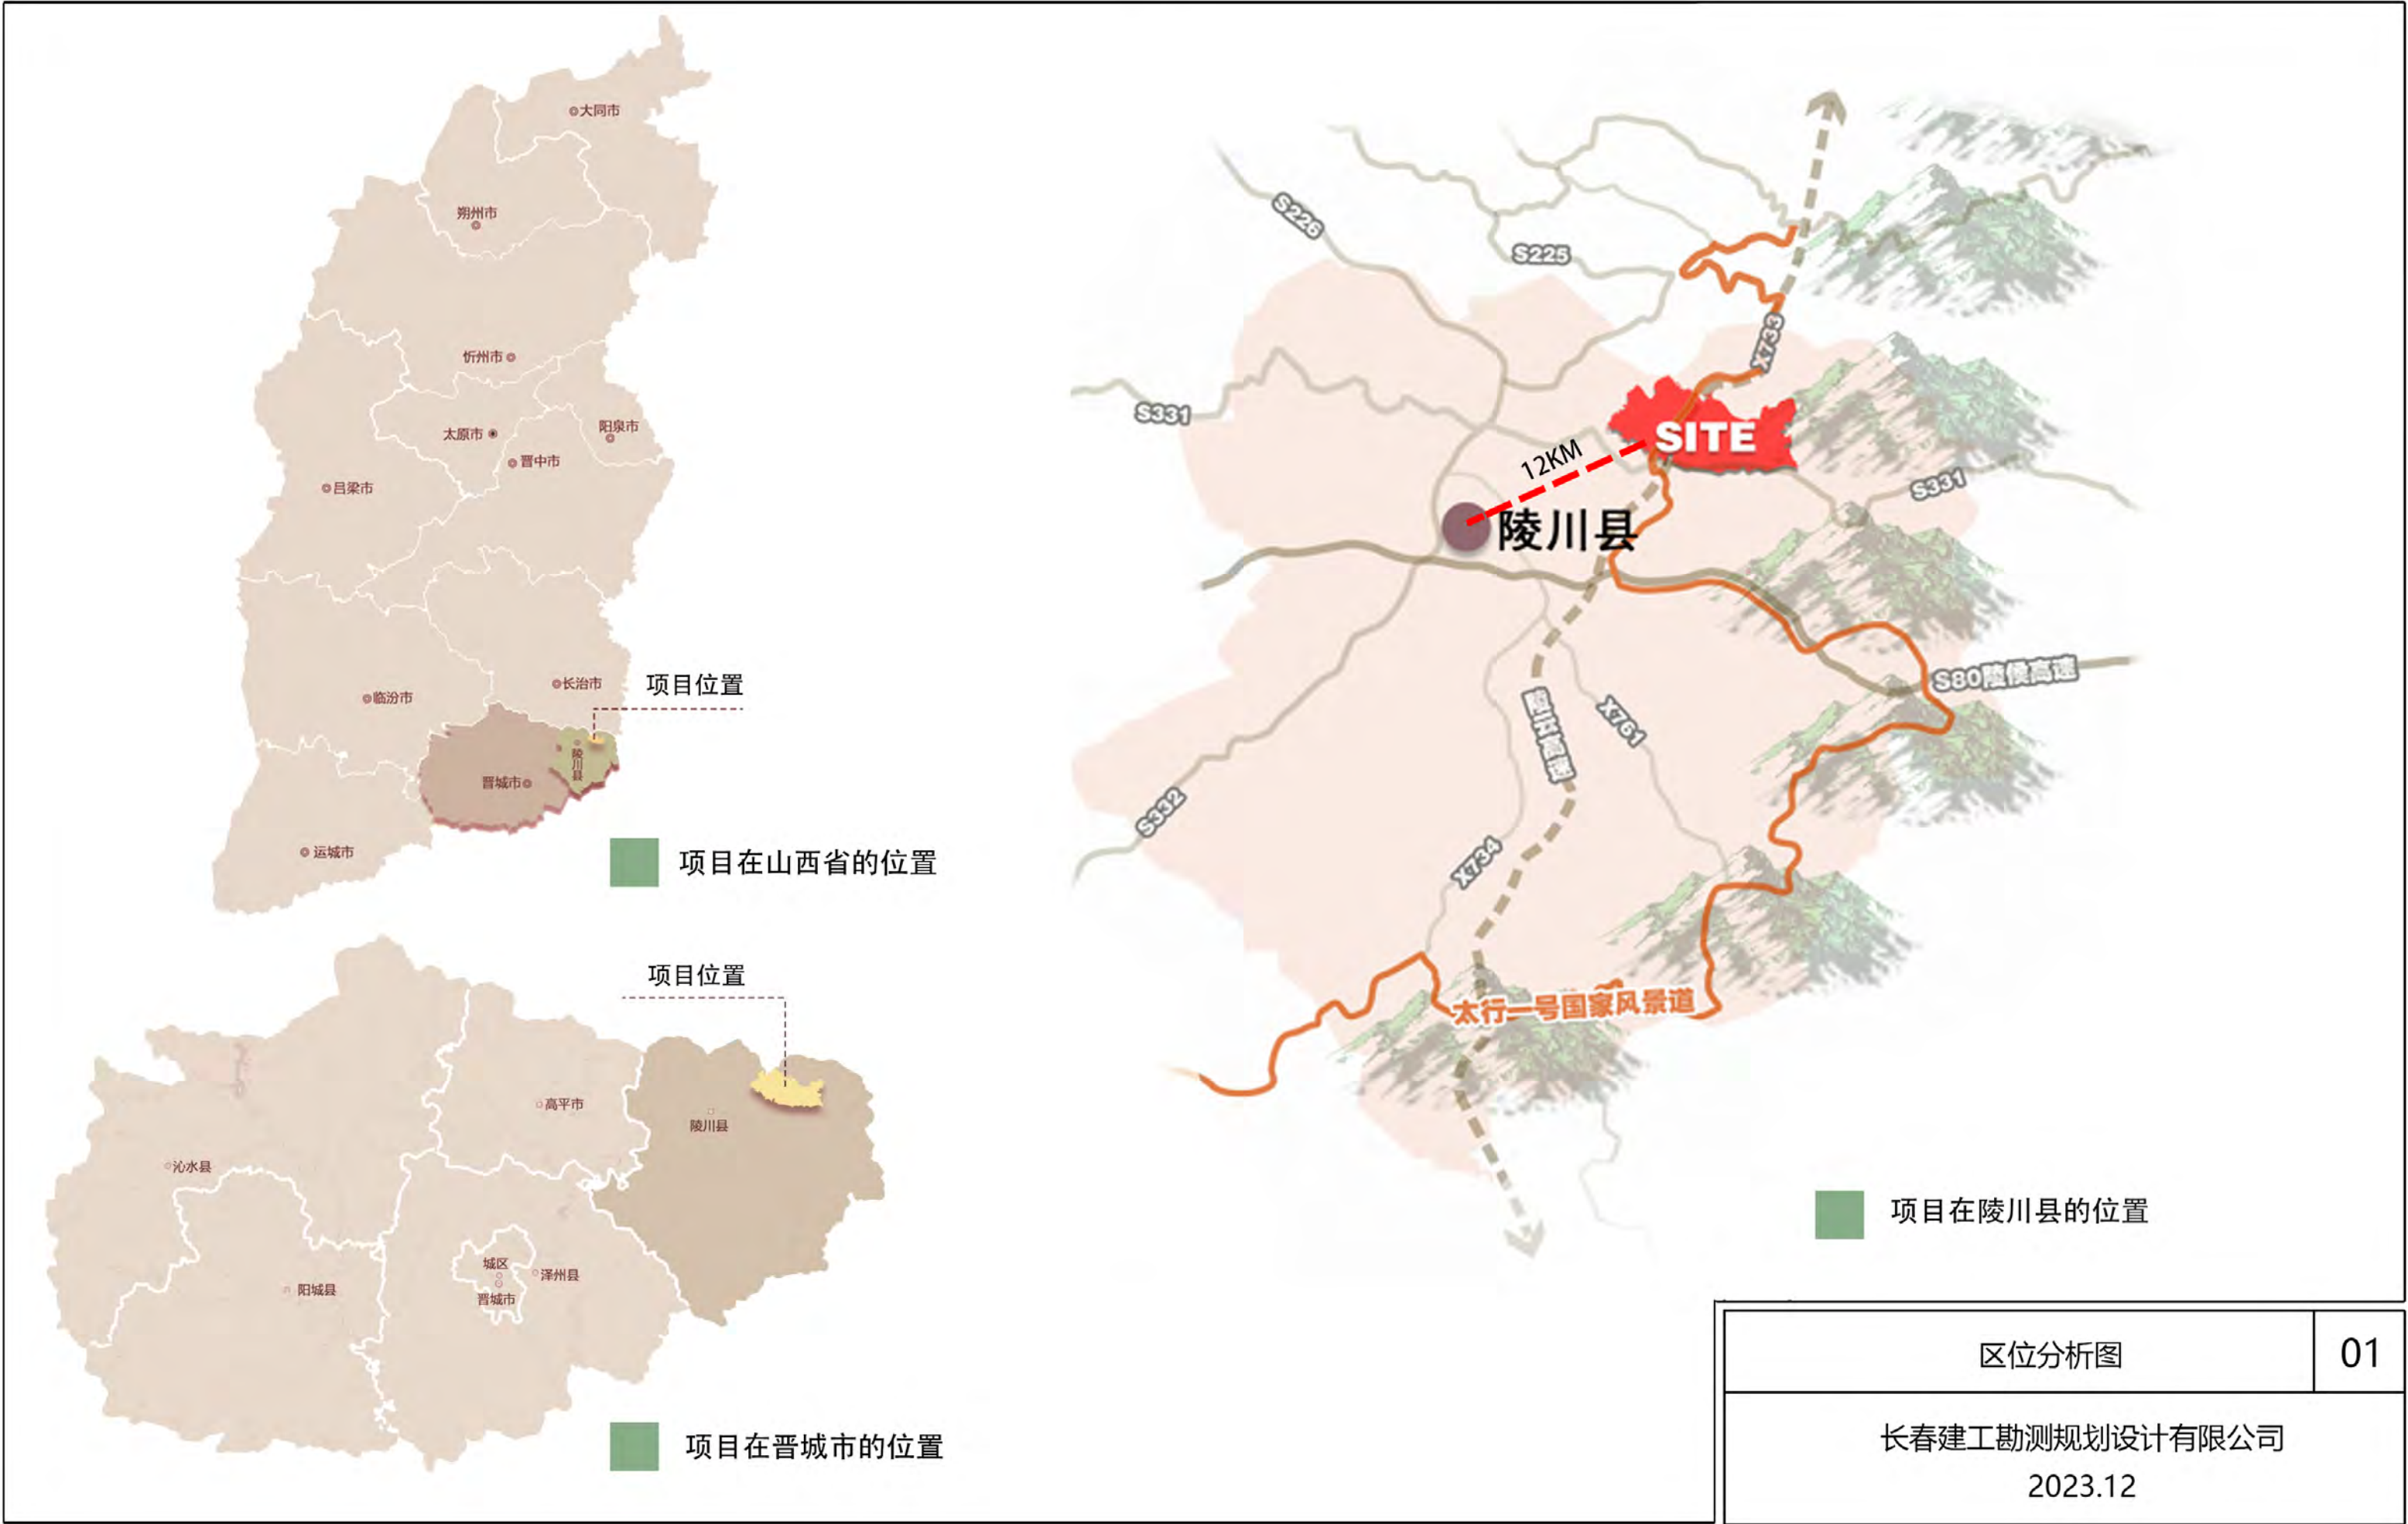 大同市
朔州市
忻州市
太原市
阳泉市
晋中市
吕梁市
长治市
项目位置
临汾市
陵川县
晋城市
运城市
项目在山西省的位置
项目位置
高平市
陵川县
沁水县
城区
泽州县
晋城市
阳城县
项目在晋城市的位置
S226
S225
X733
S331
SITE
12KM
S331
陵川县
S80陵侯高速
X761
S332
X734
太行一号国家风景道
项目在陵川县的位置
区位分析图
01
长春建工勘测规划设计有限公司
2023.12